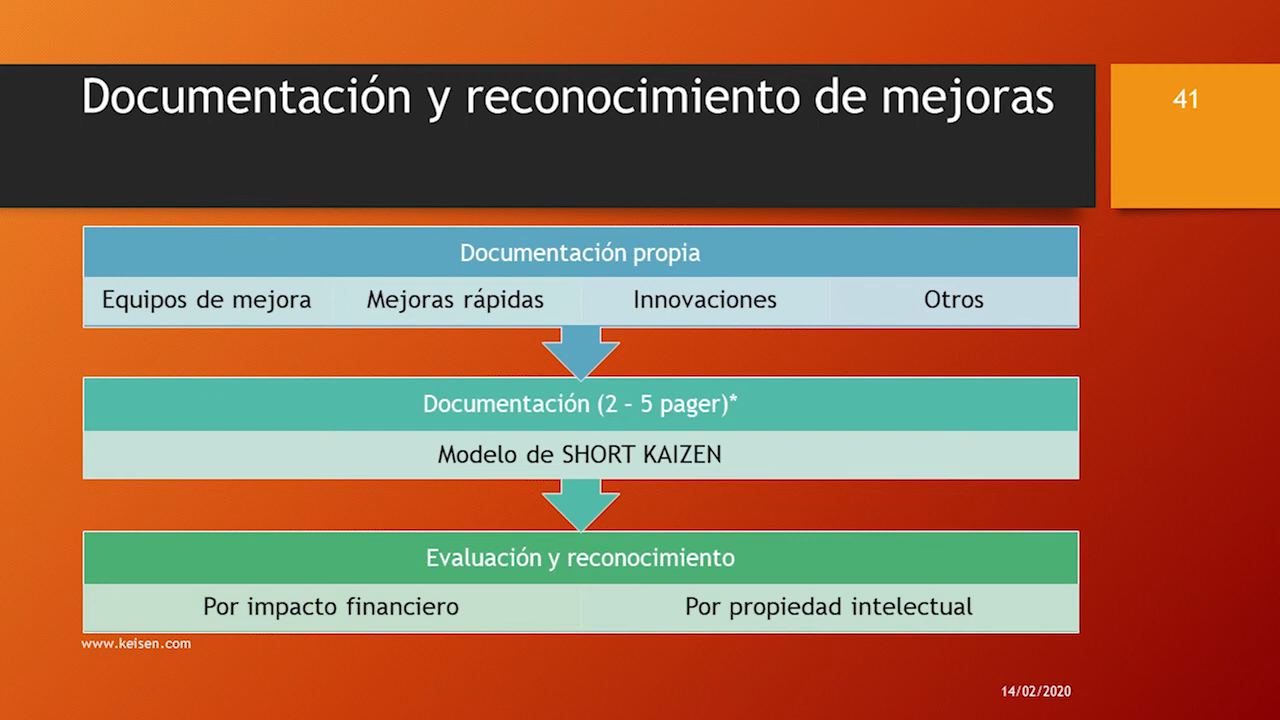 Documentación y reconocimiento de mejoras
41
Documentación propia
Equipos de mejora
Mejoras rápidas
Innovaciones
Otros
Documentación (2 – 5 pager)*
Modelo de SHORT KAIZEN
Evaluación y reconocimiento
Por impacto financiero
Por propiedad intelectual
www.keisen.com
14/02/2020